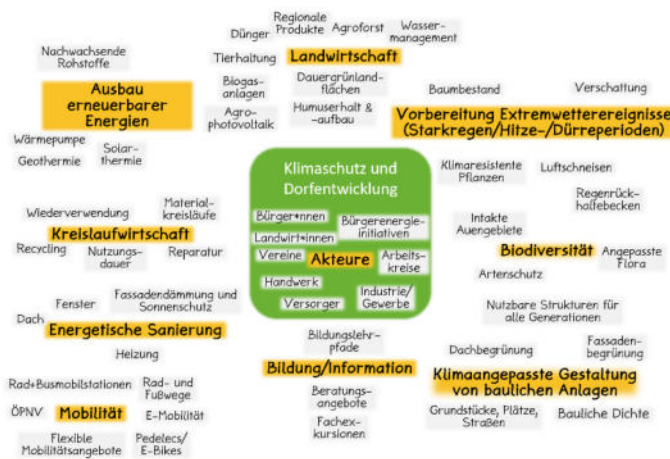 Nachwachsende
Rohstoffe
Ausbau
erneuerbarer
Energien
Wärmepumpe
Geothermie
Solar-
thermie
Dünger
Regionale
Produkte
Agroforst
Wasser-
management
Tierhaltung
Landwirtschaft
Biogas-
anlagen
Dauergrünland-
flächen
Agro-
photovoltaik
Humuserhalt &
-aufbau
Baumbestand
Verschattung
Vorbereitung Extremwetterereignisse
(Starkregen/Hitze-/Dürreperioden)
Klimaresistente
Pflanzen
Luftschneisen
Regenrück-
haltebecken
Intakte
Auengebiete
Biodiversität
Angepasste
Flora
Artenschutz
Nutzbare Strukturen für
alle Generationen
Klimaschutz und
Dorfentwicklung
Bürger*nnen
Bürgerenergie-
initiativen
Landwirt*innen
Vereine
Akteure
Arbeits-
kreise
Handwerk
Versorger
Industrie/
Gewerbe
Wiederverwendung
Material-
kreisläufe
Kreislaufwirtschaft
Recycling
Nutzungs-
dauer
Reparatur
Fenster
Fassadendämmung und
Sonnenschutz
Dach
Energetische Sanierung
Heizung
Rad+Busmobilstationen
Rad- und
Fußwege
ÖPNV
Mobilität
E-Mobilität
Flexible
Mobilitätsangebote
Pedelecs/
E-Bikes
Bildungslehr-
pfade
Bildung/Information
Beratungs-
angebote
Fachex-
kursionen
Dachbegrünung
Fassaden-
begrünung
Klimaangepasste Gestaltung
von baulichen Anlagen
Grundstücke, Plätze,
Straßen
Bauliche Dichte